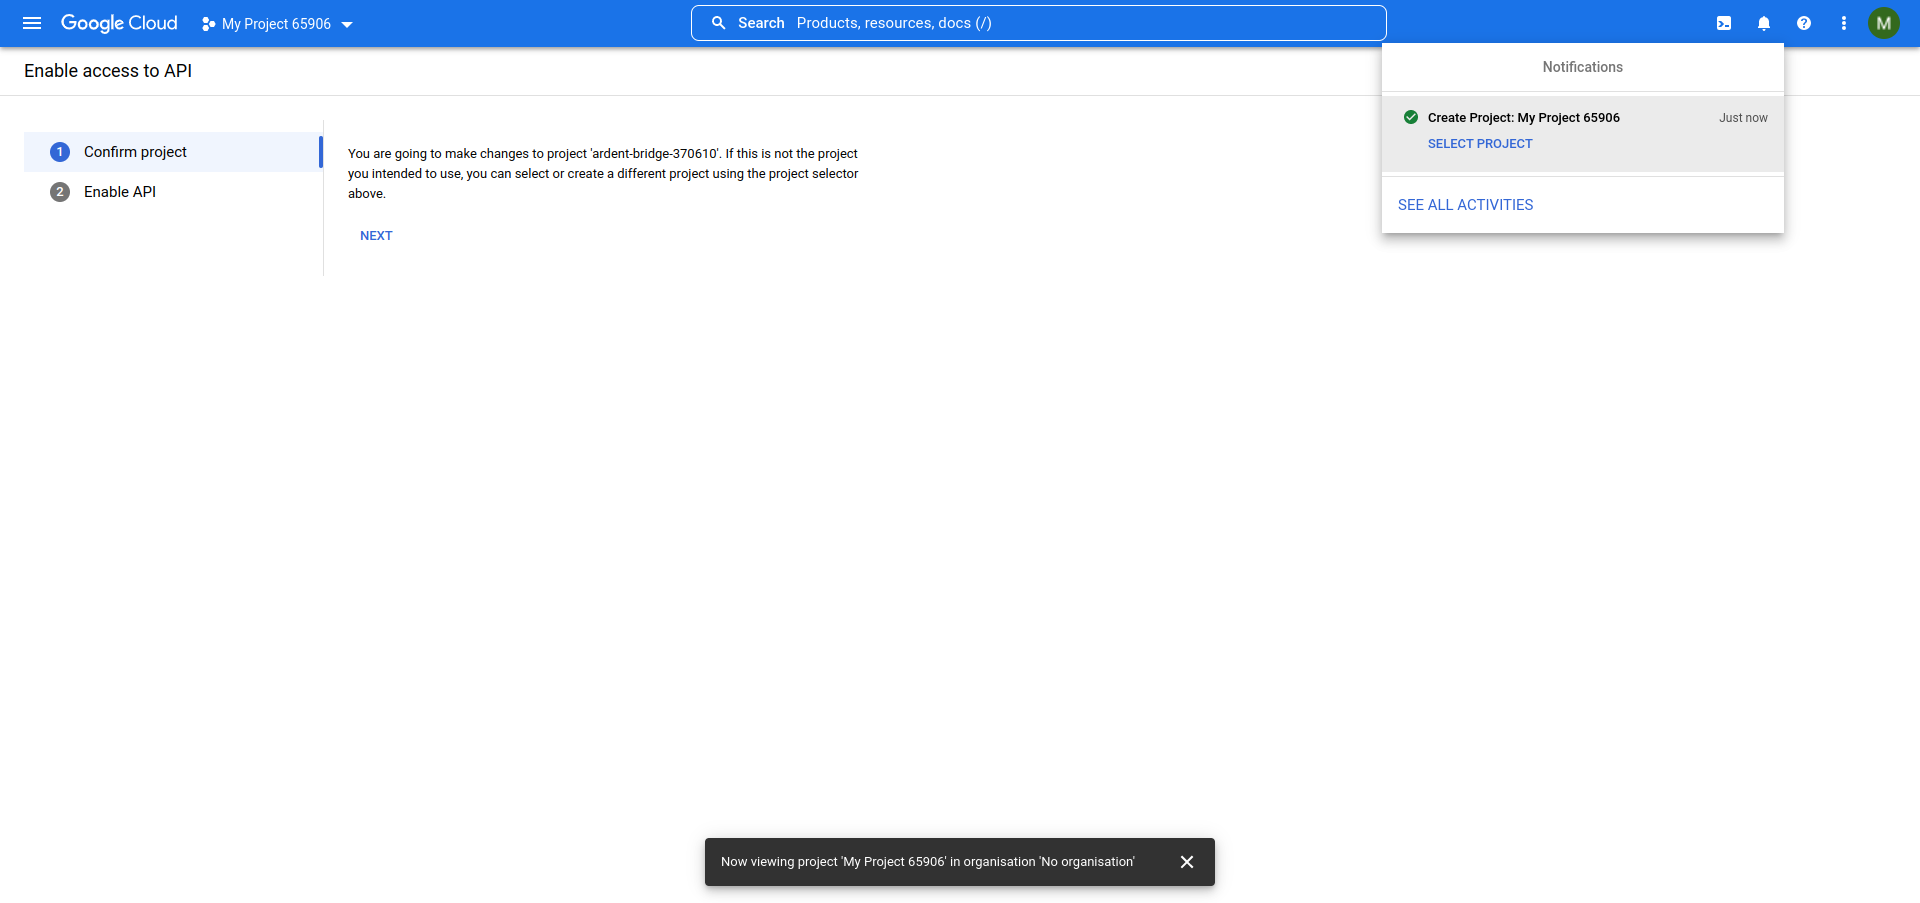 Google Cloud
My Project 65906
Search Products, resources, docs (/)
M
Enable access to API
Notifications
Create Project: My Project 65906
Just now
SELECT PROJECT
SEE ALL ACTIVITIES
1 Confirm project
2 Enable API
You are going to make changes to project 'ardent-bridge-370610'. If this is not the project
you intended to use, you can select or create a different project using the project selector
above.
NEXT
Now viewing project 'My Project 65906' in organisation 'No organisation'